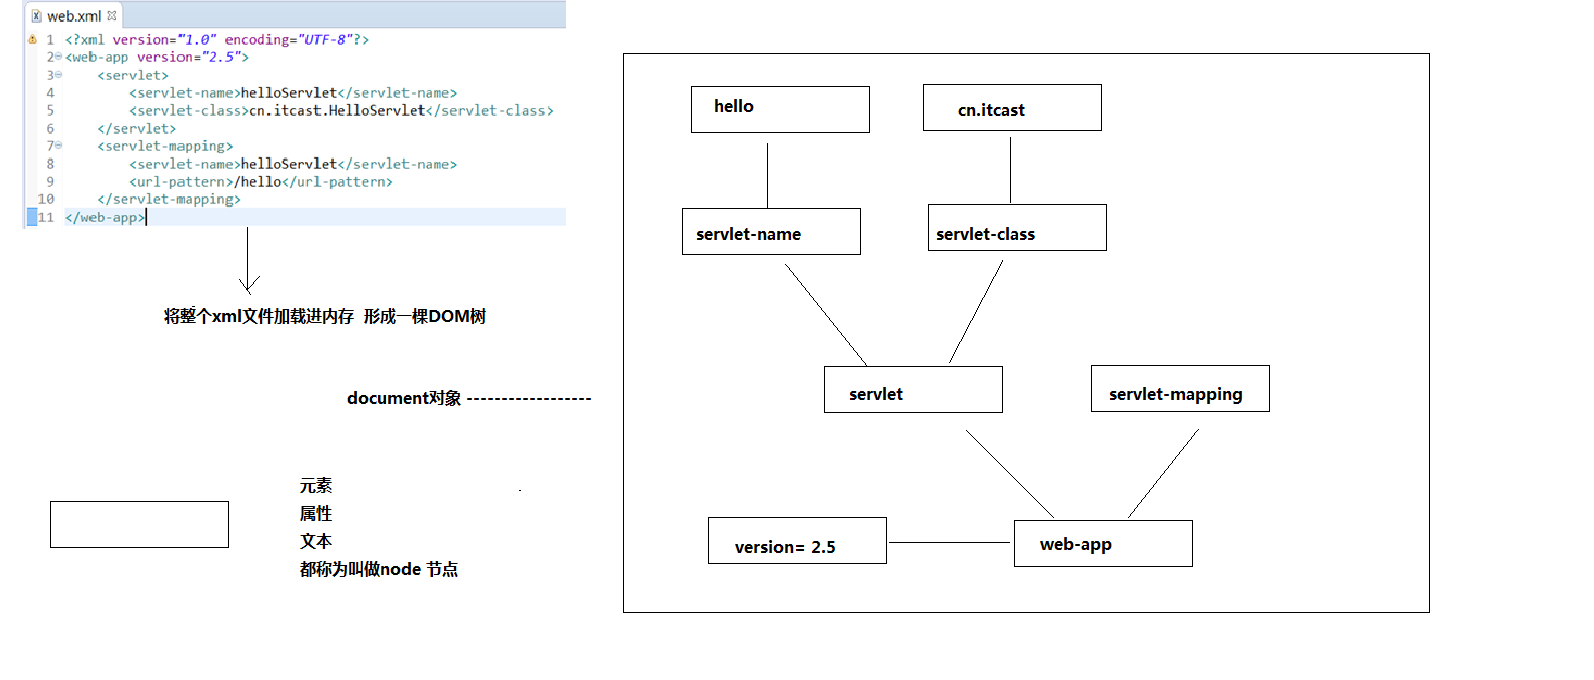 web.xml
1 <?xml version="1.0" encoding="UTF-8"?>
2 <web-app version="2.5">
3 <servlet>
4 <servlet-name>helloServlet</servlet-name>
5 <servlet-class>cn.itcast.HelloServlet</servlet-class>
6 </servlet>
7 <servlet-mapping>
8 <servlet-name>helloServlet</servlet-name>
9 <url-pattern>/hello</url-pattern>
10 </servlet-mapping>
11 </web-app>
将整个xml文件加载进内存 形成一棵DOM树
document对象 ------------------
元素
属性
文本
都称为叫做node 节点
hello
cn.itcast
servlet-name
servlet-class
servlet
servlet-mapping
version= 2.5
web-app